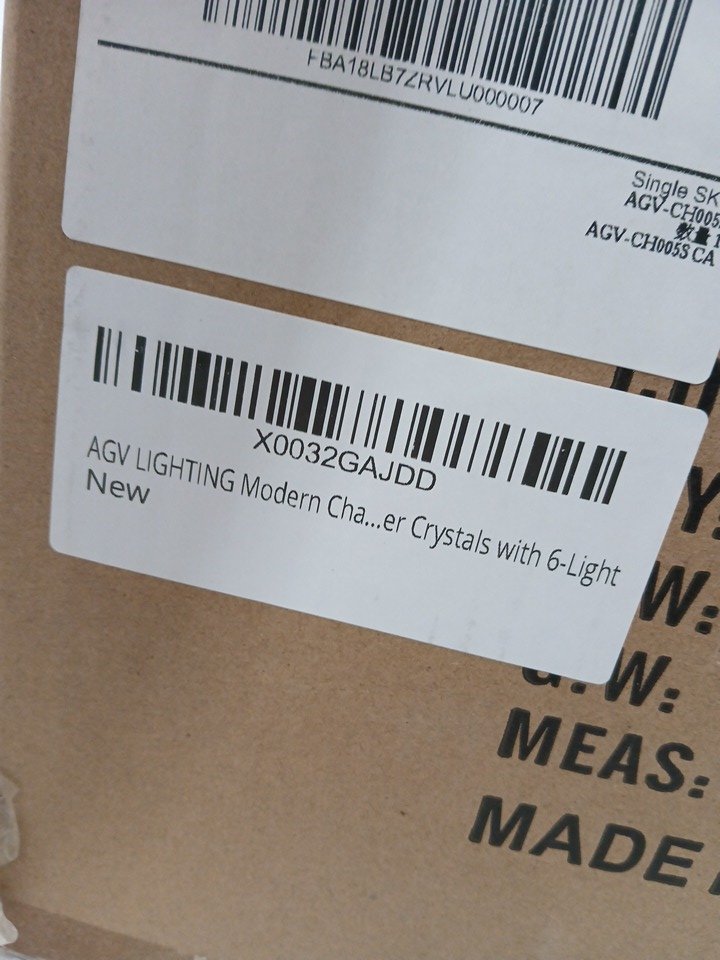 FBA18LB7ZRVLU000007
Single SK
AGV-CH005
数量 1
AGV-CH005S CA
X0032GAJDD
AGV LIGHTING Modern Cha...er Crystals with 6-Light
New
W:
G.W:
MEAS:
MADE